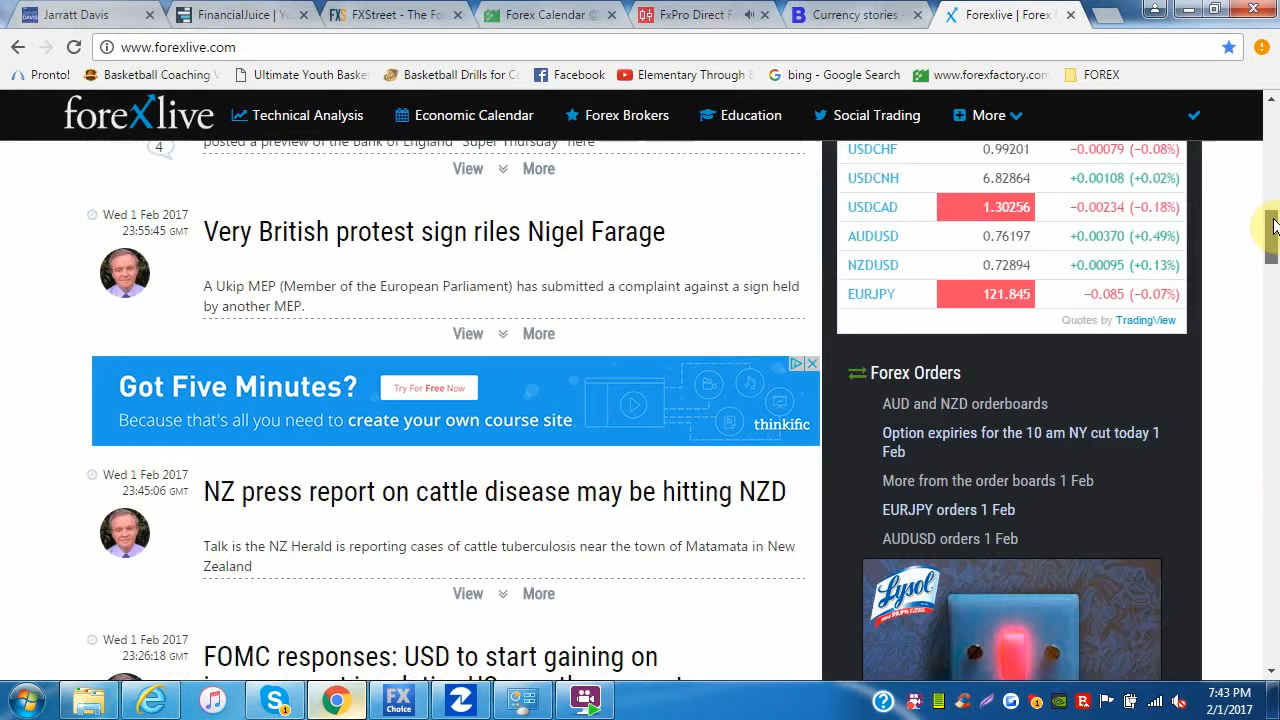 Jarratt Davis
FinancialJuice | Y
FXStreet - The Fo
Forex Calendar @
FxPro Direct F
Currency st
Forexlive | Forex N
www.forexlive.com
Pronto!
Basketball Coaching V
Ultimate Youth Baske
Basketball Drills for Co
Facebook
Elementary Through
bing - Google Search
www.forexfactory.com
FOREX
forexlive
Technical Analysis
Economic Calendar
Forex Brokers
Education
Social Trading
More
4
posted a preview of the Bank of England "Super Thursday" here
View
More
Wed 1 Feb 2017
23:55:45 GMT
Very British protest sign riles Nigel Farage
A Ukip MEP (Member of the European Parliament) has submitted a complaint against a sign held
by another MEP.
View
More
Got Five Minutes?
Try For Free Now
Because that's all you need to create your own course site
thinkific
Wed 1 Feb 2017
23:45:06 GMT
NZ press report on cattle disease may be hitting NZD
Talk is the NZ Herald is reporting cases of cattle tuberculosis near the town of Matamata in New
Zealand
View
More
Wed 1 Feb 2017
23:26:18 GMT
FOMC responses: USD to start gaining on
USDCHF 0.99201 −0.00079 (−0.08%)
USDCNH 6.82864 +0.00108 (+0.02%)
USDCAD 1.30256 −0.00234 (−0.18%)
AUDUSD 0.76197 +0.00370 (+0.49%)
NZDUSD 0.72894 +0.00095 (+0.13%)
EURJPY 121.845 −0.085 (−0.07%)
Quotes by TradingView
Forex Orders
AUD and NZD orderboards
Option expiries for the 10 am NY cut today 1
Feb
More from the order boards 1 Feb
EURJPY orders 1 Feb
AUDUSD orders 1 Feb
Lysol
FX
Choice
7:43 PM
2/1/2017